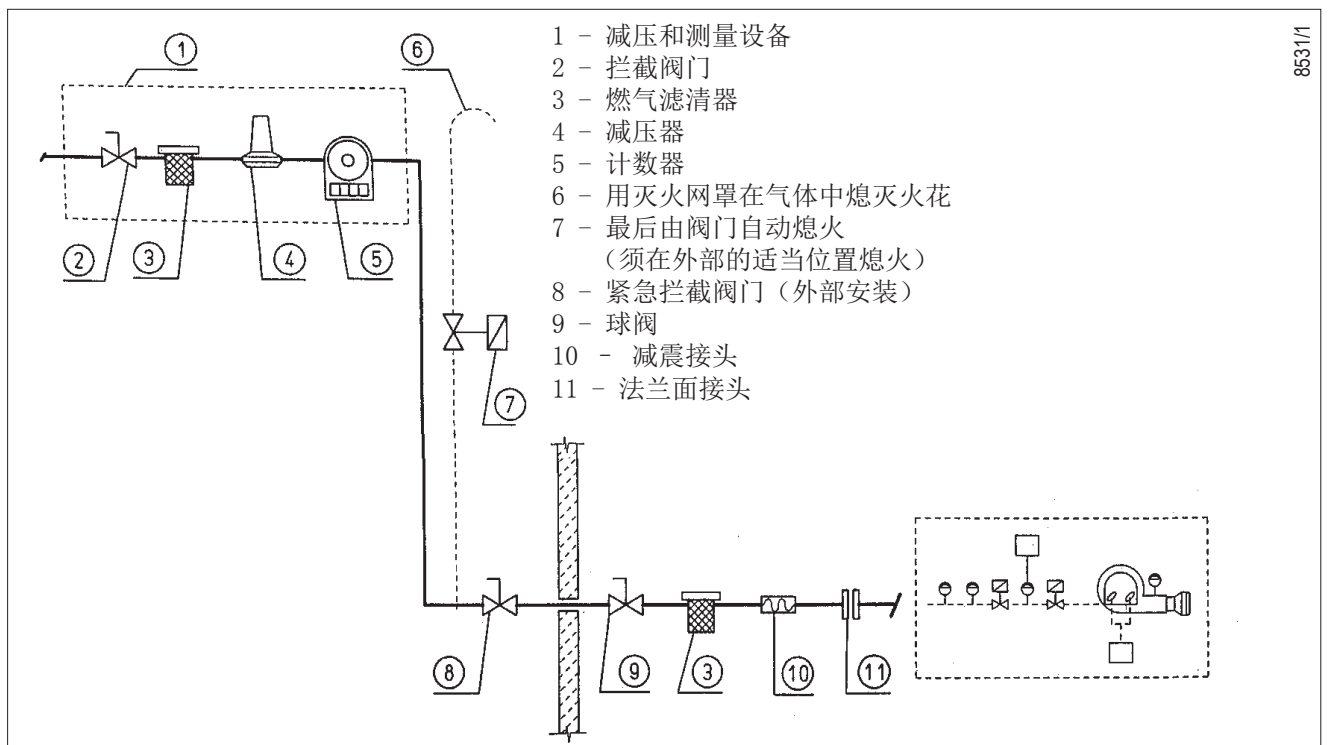 1 - 减压和测量设备
2 - 拦截阀门
3 - 燃气滤清器
4 - 减压器
5 - 计数器
6 - 用灭火网罩在气体中熄灭火花
7 - 最后由阀门自动熄火
（须在外部的适当位置熄火）
8 - 紧急拦截阀门（外部安装）
9 - 球阀
10 - 减震接头
11 - 法兰面接头
8531/1
1
6
2
3
4
5
7
8
9
3
10
11